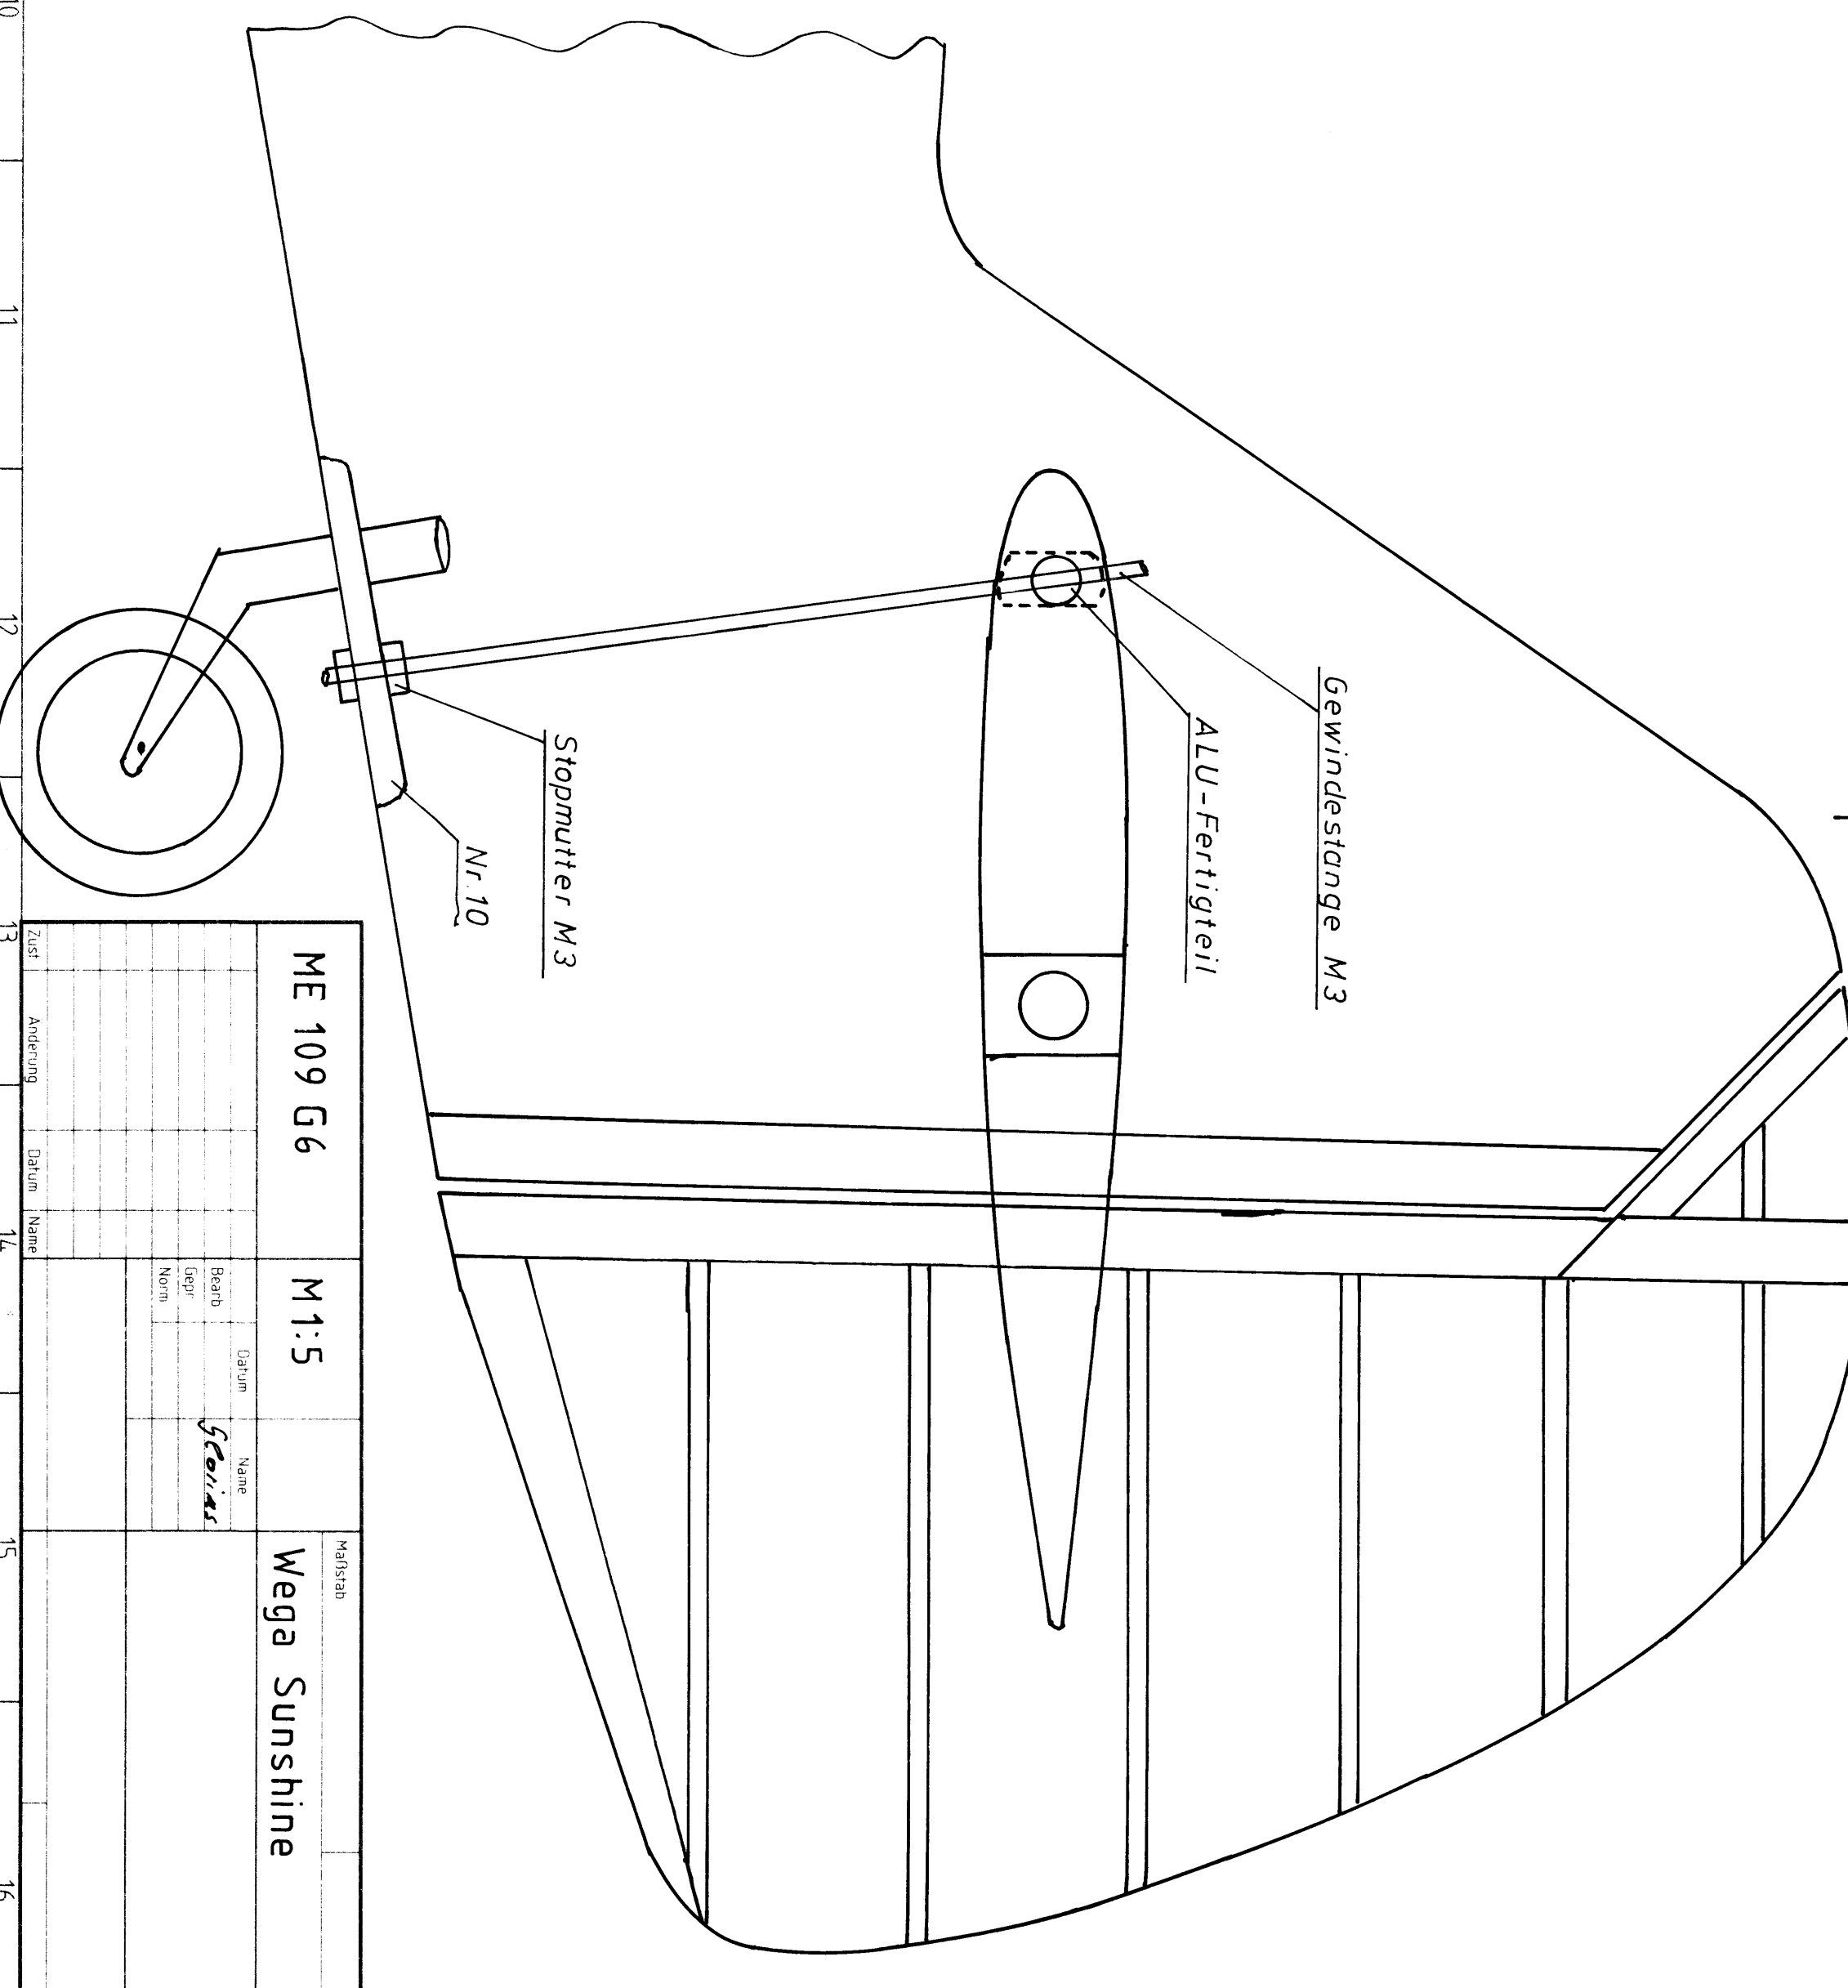 Gewindestange M3
ALU-Fertigteil
Stopmutter M3
Nr. 10
10
11
12
13
14
15
16
ME 109 G6
M 1:5
Maßstab
Wega Sunshine
Datum
Name
Bearb
Gepr
Norm
Zust
Änderung
Datum
Name